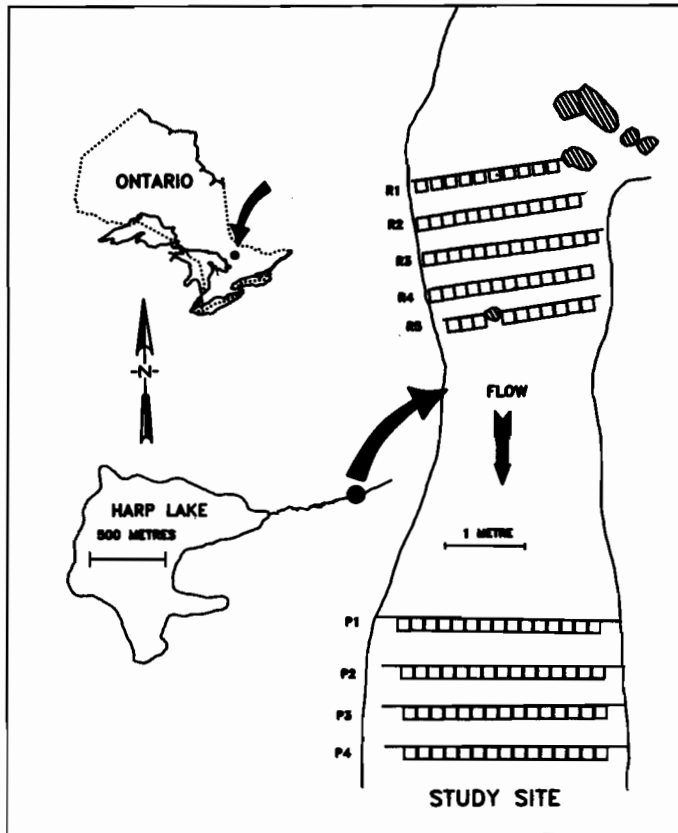 ONTARIO
-N-
HARP LAKE
500 METRES
R1
R2
R3
R4
R5
FLOW
1 METRE
P1
P2
P3
P4
STUDY SITE